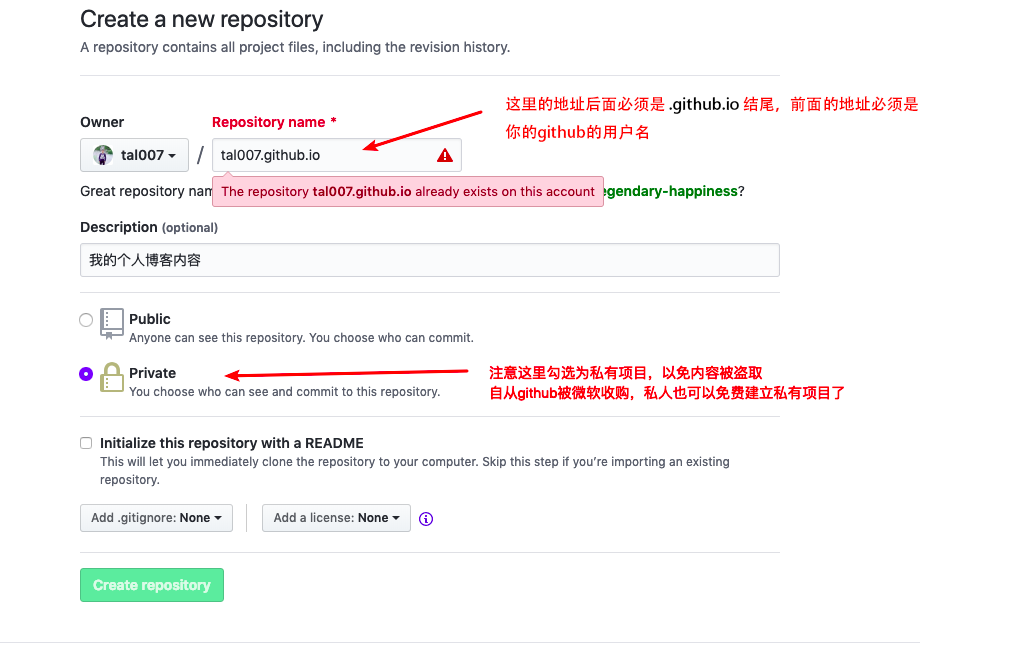 Create a new repository
A repository contains all project files, including the revision history.
这里的地址后面必须是 .github.io 结尾，前面的地址必须是
你的github的用户名
Owner
Repository name *
tal007
/
tal007.github.io
Great repository nam
The repository tal007.github.io already exists on this account
egendary-happiness?
Description (optional)
我的个人博客内容
Public
Anyone can see this repository. You choose who can commit.
Private
You choose who can see and commit to this repository.
注意这里勾选为私有项目，以免内容被盗取
自从github被微软收购，私人也可以免费建立私有项目了
Initialize this repository with a README
This will let you immediately clone the repository to your computer. Skip this step if you’re importing an existing
repository.
Add .gitignore: None
Add a license: None
Create repository